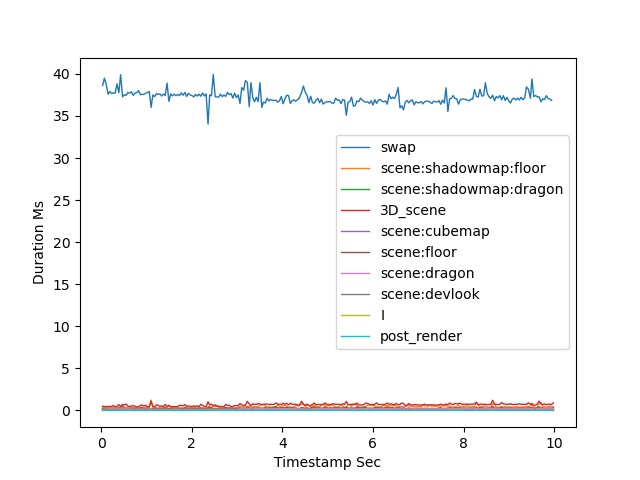 40
35
30
25
20
15
10
5
0
Duration Ms
swap
scene:shadowmap:floor
scene:shadowmap:dragon
3D_scene
scene:cubemap
scene:floor
scene:dragon
scene:devlook
I
post_render
0 2 4 6 8 10
Timestamp Sec